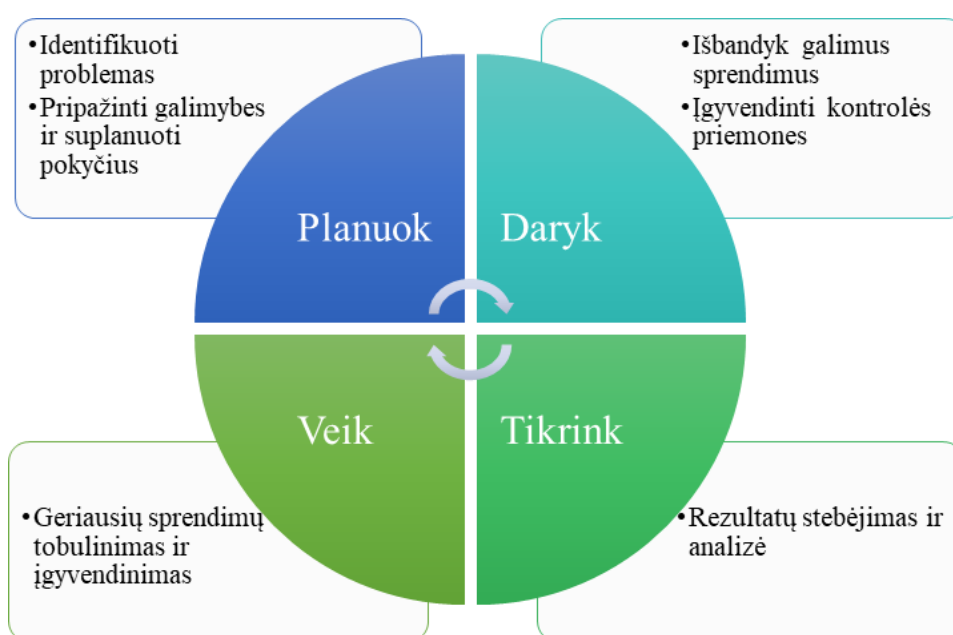 •Identifikuoti
problemas
•Pripažinti galimybes
ir suplanuoti
pokyčius
•Išbandyk galimus
sprendimus
•Įgyvendinti kontrolės
priemones
Planuok
Daryk
Veik
Tikrink
•Geriausių sprendimų
tobulinimas ir
įgyvendinimas
•Rezultatų stebėjimas ir
analizė